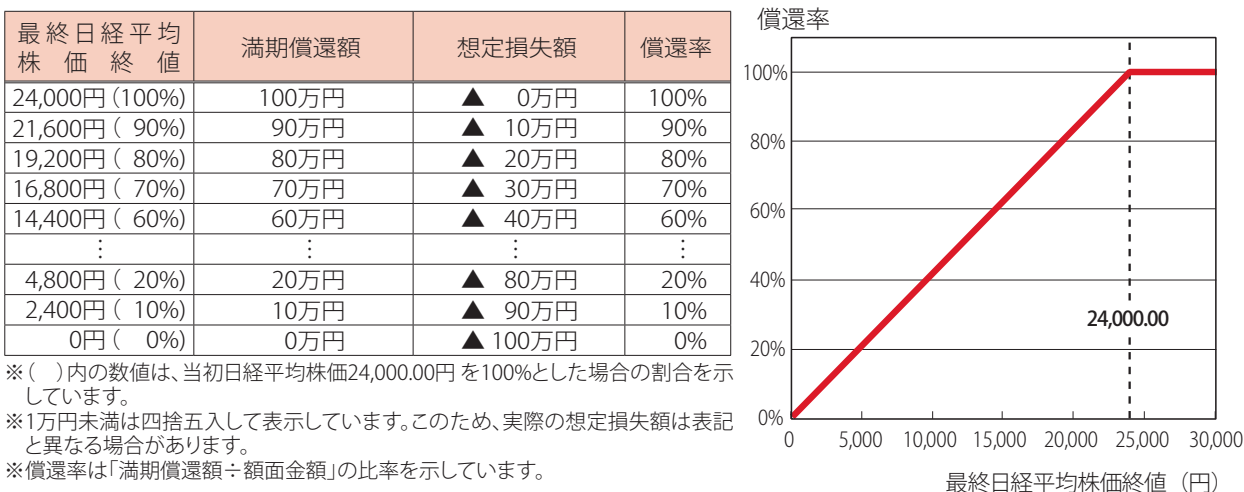 最終日経平均
株価終値
満期償還額
想定損失額
償還率
24,000円(100%) 100万円 ▲ 0万円 100%
21,600円( 90%) 90万円 ▲ 10万円 90%
19,200円( 80%) 80万円 ▲ 20万円 80%
16,800円( 70%) 70万円 ▲ 30万円 70%
14,400円( 60%) 60万円 ▲ 40万円 60%
⋮ ⋮ ⋮ ⋮
4,800円( 20%) 20万円 ▲ 80万円 20%
2,400円( 10%) 10万円 ▲ 90万円 10%
0円( 0%) 0万円 ▲ 100万円 0%
※( )内の数値は、当初日経平均株価24,000.00円 を100%とした場合の割合を示
しています。
※1万円未満は四捨五入して表示しています。このため、実際の想定損失額は表記
と異なる場合があります。
※償還率は「満期償還額÷額面金額」の比率を示しています。
償還率
100%
80%
60%
40%
20%
0%
24,000.00
0 5,000 10,000 15,000 20,000 25,000 30,000
最終日経平均株価終値（円）